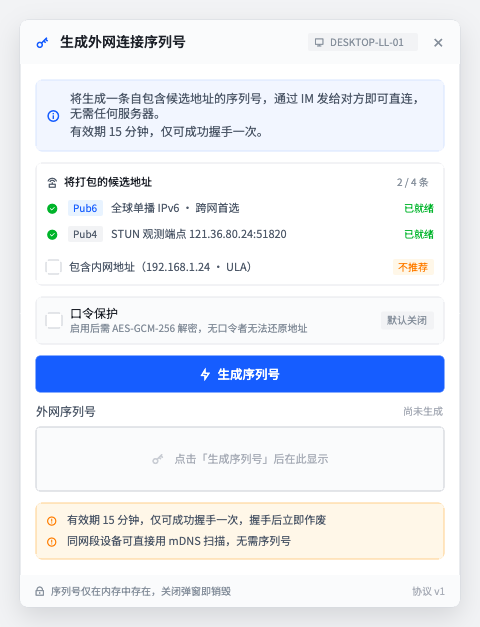 生成外网连接序列号
DESKTOP-LL-01
将生成一条自包含候选地址的序列号，通过 IM 发给对方即可直连，
无需任何服务器。
有效期 15 分钟，仅可成功握手一次。
将打包的候选地址
2 / 4 条
Pub6 全球单播 IPv6 · 跨网首选 已就绪
Pub4 STUN 观测端点 121.36.80.24:51820 已就绪
包含内网地址（192.168.1.24 · ULA） 不推荐
口令保护
启用后需 AES-GCM-256 解密，无口令者无法还原地址
默认关闭
生成序列号
外网序列号 尚未生成
点击「生成序列号」后在此显示
有效期 15 分钟，仅可成功握手一次，握手后立即作废
同网段设备可直接用 mDNS 扫描，无需序列号
序列号仅在内存中存在，关闭弹窗即销毁 协议 v1